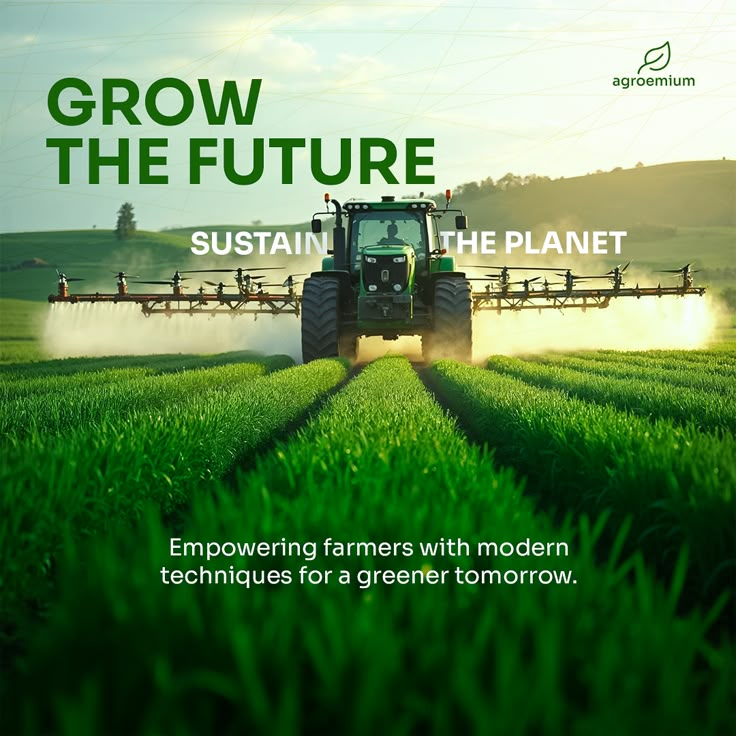 GROW
THE FUTURE
agroemium
SUSTAIN THE PLANET
Empowering farmers with modern
techniques for a greener tomorrow.